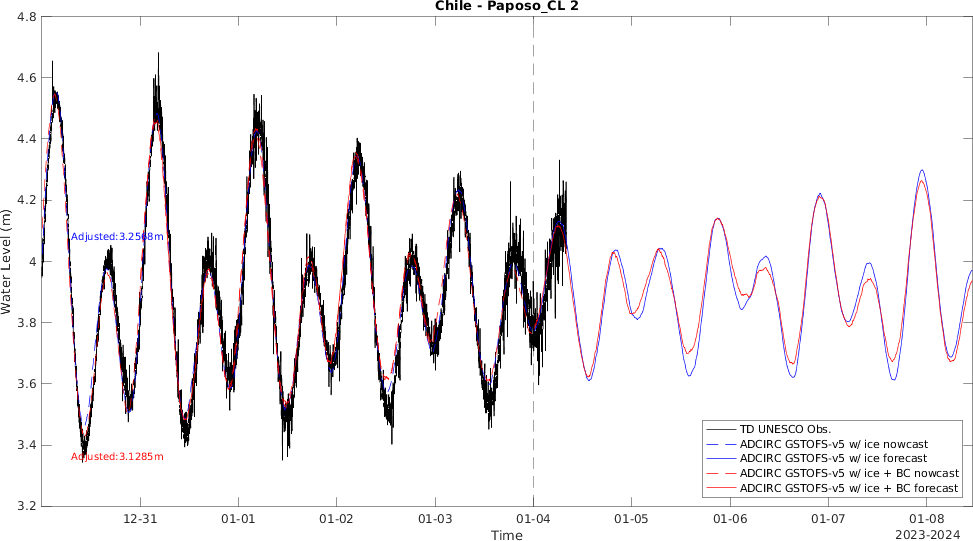 Chile - Paposo_CL 2
4.8
4.6
4.4
4.2
4
3.8
3.6
3.4
3.2
Water Level (m)
Adjusted:3.2568m
Adjusted:3.1285m
TD UNESCO Obs.
ADCIRC GSTOFS-v5 w/ ice nowcast
ADCIRC GSTOFS-v5 w/ ice forecast
ADCIRC GSTOFS-v5 w/ ice + BC nowcast
ADCIRC GSTOFS-v5 w/ ice + BC forecast
12-31 01-01 01-02 01-03 01-04 01-05 01-06 01-07 01-08
Time
2023-2024